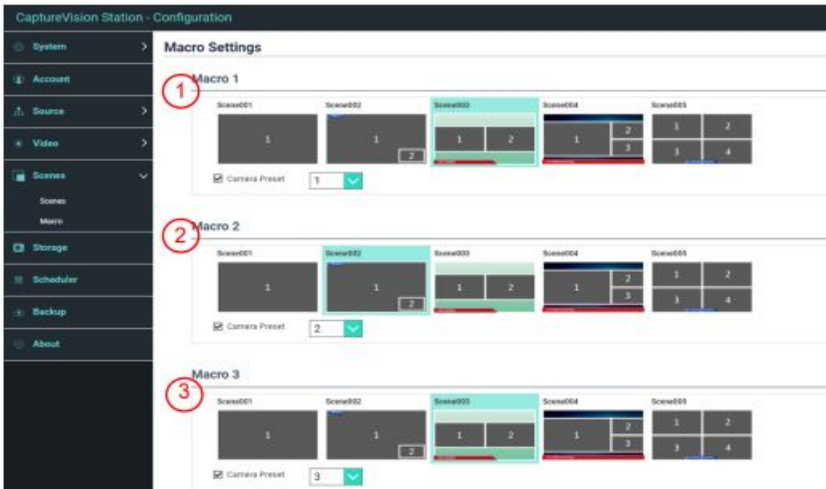 CaptureVision Station - Configuration
System
Account
Source
Video
Scenes
Scenes
Macro
Storage
Scheduler
Backup
About
Macro Settings
1
Macro 1
Scene001 Scene002 Scene003 Scene004 Scene005
1 1 2 1 2 1 2 3 1 2 3 4
Camera Preset 1
2
Macro 2
Scene001 Scene002 Scene003 Scene004 Scene005
1 1 2 1 2 1 2 3 1 2 3 4
Camera Preset 2
3
Macro 3
Scene001 Scene002 Scene003 Scene004 Scene005
1 1 2 1 2 1 2 3 1 2 3 4
Camera Preset 3